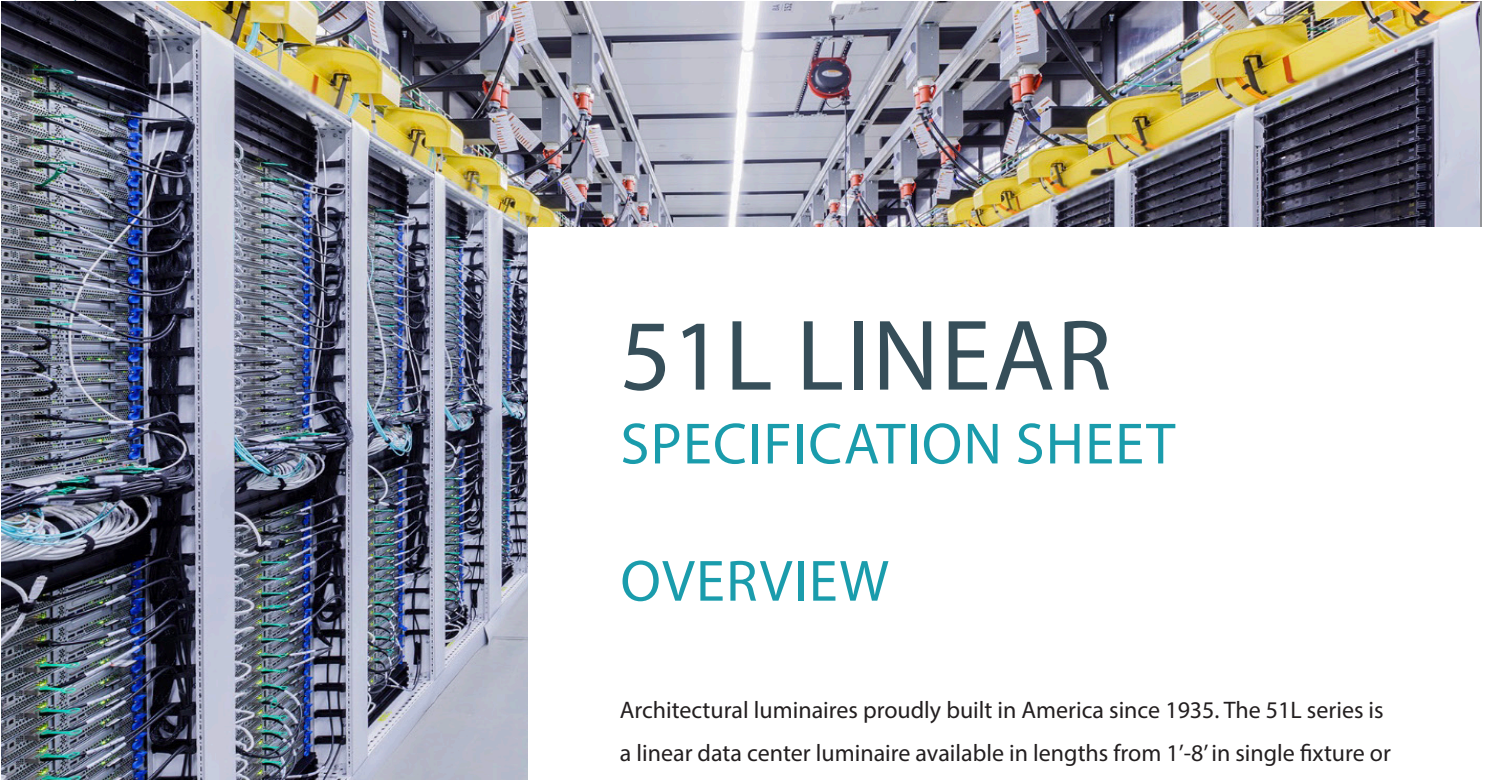 51L LINEAR
SPECIFICATION SHEET
OVERVIEW
Architectural luminaires proudly built in America since 1935. The 51L series is
a linear data center luminaire available in lengths from 1’-8’ in single fixture or